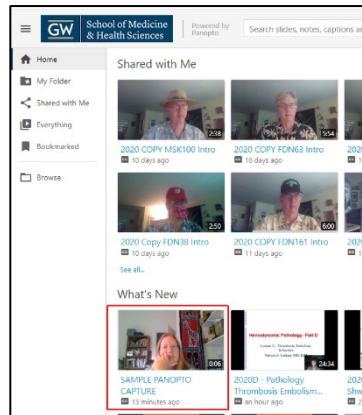 GW School of Medicine
& Health Sciences
Powered by
Panopto
Search slides, notes, captions an
Home
My Folder
Shared with Me
Everything
Bookmarked
Browse
Shared with Me
2:38
5:54
2020 COPY MSK100 Intro
10 days ago
2020 COPY FDN63 Intro
10 days ago
2:50
6:00
2020 Copy FDN38 Intro
10 days ago
2020 COPY FDN161 Intro
11 days ago
See all...
What's New
0:06
Hemodynamic Pathology- Part D
24:34
SAMPLE PANOPTO
CAPTURE
13 minutes ago
2020D - Pathology
Thrombosis Embolism...
an hour ago